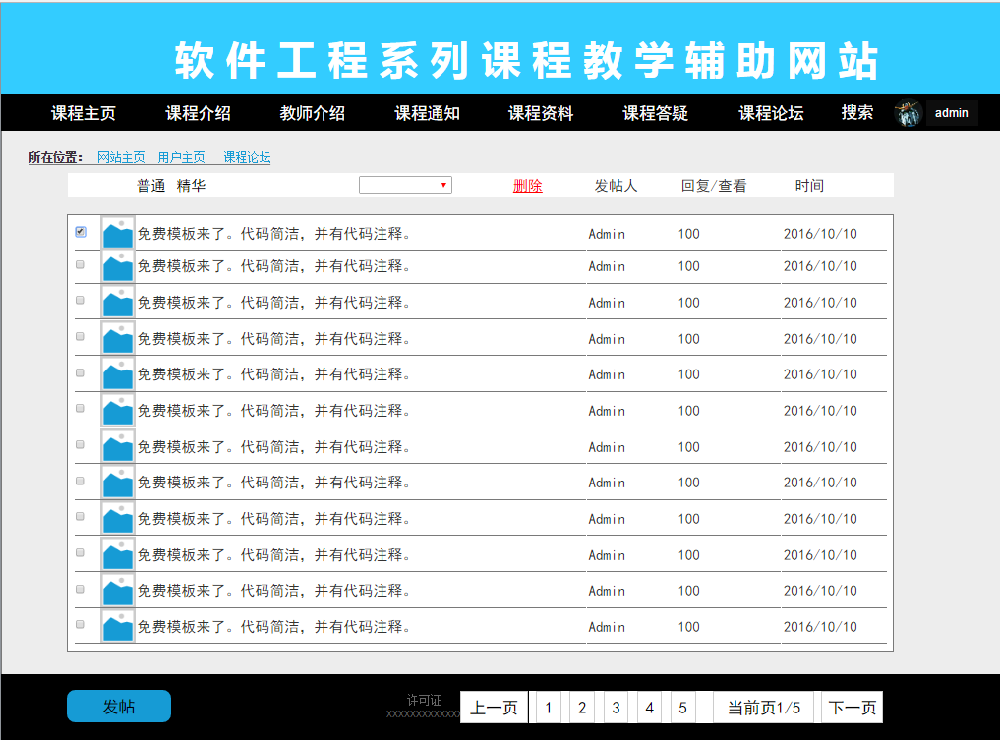 软件工程系列课程教学辅助网站
课程主页 课程介绍 教师介绍 课程通知 课程资料 课程答疑 课程论坛 搜索 admin
所在位置： 网站主页 用户主页 课程论坛
普通 精华 删除 发帖人 回复/查看 时间
免费模板来了。代码简洁，并有代码注释。 Admin 100 2016/10/10
免费模板来了。代码简洁，并有代码注释。 Admin 100 2016/10/10
免费模板来了。代码简洁，并有代码注释。 Admin 100 2016/10/10
免费模板来了。代码简洁，并有代码注释。 Admin 100 2016/10/10
免费模板来了。代码简洁，并有代码注释。 Admin 100 2016/10/10
免费模板来了。代码简洁，并有代码注释。 Admin 100 2016/10/10
免费模板来了。代码简洁，并有代码注释。 Admin 100 2016/10/10
免费模板来了。代码简洁，并有代码注释。 Admin 100 2016/10/10
免费模板来了。代码简洁，并有代码注释。 Admin 100 2016/10/10
免费模板来了。代码简洁，并有代码注释。 Admin 100 2016/10/10
免费模板来了。代码简洁，并有代码注释。 Admin 100 2016/10/10
免费模板来了。代码简洁，并有代码注释。 Admin 100 2016/10/10
发帖 许可证 上一页 1 2 3 4 5 当前页1/5 下一页